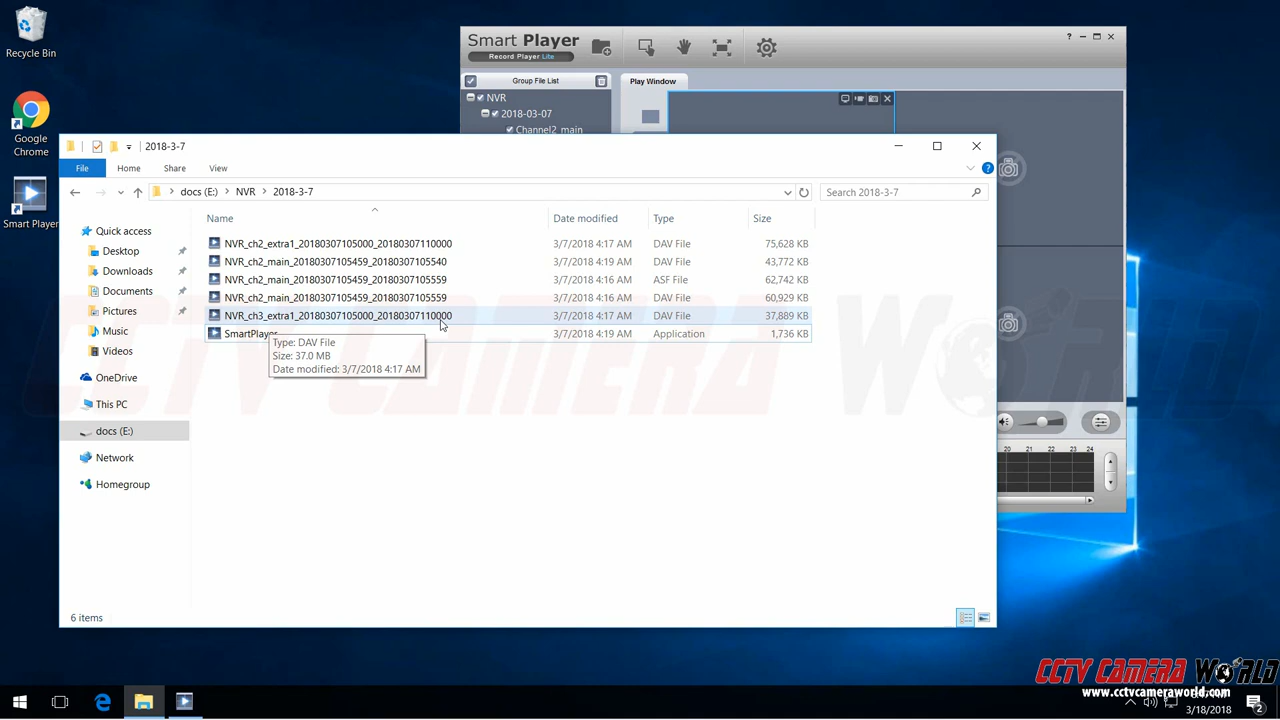 Recycle Bin
Google
Chrome
Smart Player
Smart Player
Record Player Lite
?
Group File List
Play Window
NVR
2018-03-07
Channel2_main
2018-3-7
File
Home
Share
View
docs (E:) > NVR > 2018-3-7
Search 2018-3-7
Name
Date modified
Type
Size
NVR_ch2_extra1_20180307105000_20180307110000 3/7/2018 4:17 AM DAV File 75,628 KB
NVR_ch2_main_20180307105459_20180307105540 3/7/2018 4:19 AM DAV File 43,772 KB
NVR_ch2_main_20180307105459_20180307105559 3/7/2018 4:16 AM ASF File 62,742 KB
NVR_ch2_main_20180307105459_20180307105559 3/7/2018 4:16 AM DAV File 60,929 KB
NVR_ch3_extra1_20180307105000_20180307110000 3/7/2018 4:17 AM DAV File 37,889 KB
SmartPlayer 3/7/2018 4:19 AM Application 1,736 KB
Type: DAV File
Size: 37.0 MB
Date modified: 3/7/2018 4:17 AM
Quick access
Desktop
Downloads
Documents
Pictures
Music
Videos
OneDrive
This PC
docs (E:)
Network
Homegroup
6 items
20 21 22 23 24
CCTV CAMERA WORLD
CCTV CAMERA WORLD
www.cctvcameraworld.com
3/18/2018
2